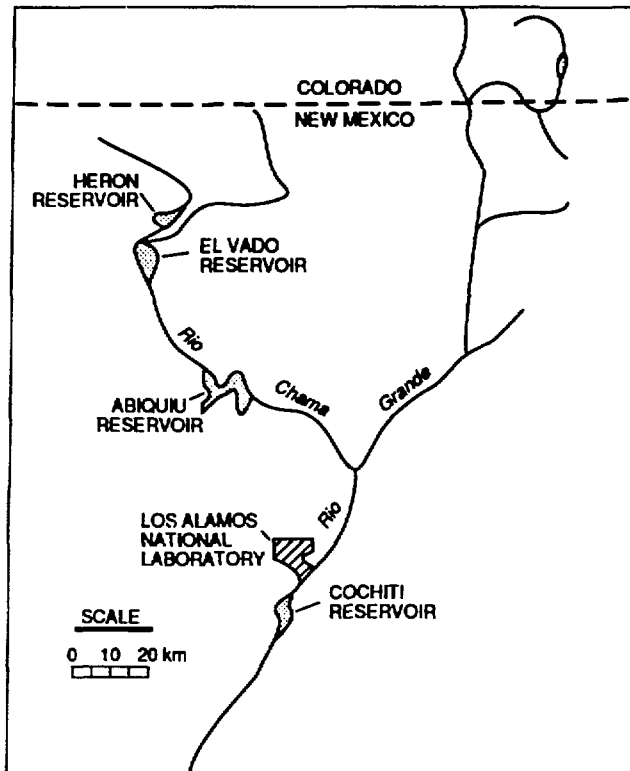 COLORADO
NEW MEXICO
HERON
RESERVOIR
EL VADO
RESERVOIR
Rio
Chama
Grande
ABIQUIU
RESERVOIR
Rio
LOS ALAMOS
NATIONAL
LABORATORY
COCHITI
RESERVOIR
SCALE
0 10 20 km